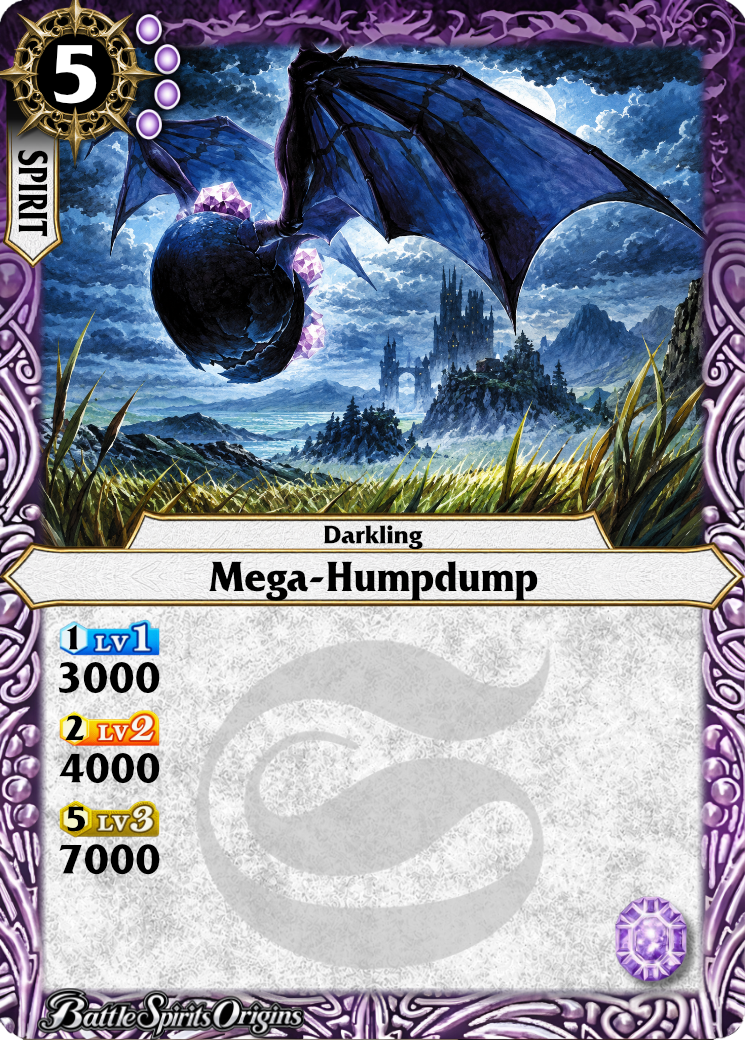 5
SPIRIT
Darkling
Mega-Humpdump
1 LV1
3000
2 LV2
4000
5 LV3
7000
Battle Spirits Origins